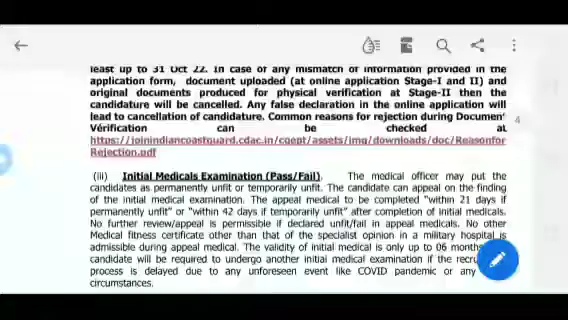 least up to 31 Oct 22. In case of any mismatch of information provided in the
application form, document uploaded (at online application Stage-I and II) and
original documents produced for physical verification at Stage-II then the
candidature will be cancelled. Any false declaration in the online application will
lead to cancellation of candidature. Common reasons for rejection during Document
Vérification can be checked at
https://joinindiancoastguard.cdac.in/cgept/assets/img/downloads/doc/Reasonfor
Rejection.pdf
4
(iii) Initial Medicals Examination (Pass/Fail). The medical officer may put the
candidates as permanently unfit or temporarily unfit. The candidate can appeal on the finding
of the initial medical examination. The appeal medical to be completed "within 21 days if
permanently unfit" or "within 42 days if temporarily unfit" after completion of initial medicals.
No further review/appeal is permissible if declared unfit/fail in appeal medicals. No other
Medical fitness certificate other than that of the specialist opinion in a military hospital is
admissible during appeal medical. The validity of initial medical is only up to 06 months
candidate will be required to undergo another initial medical examination if the recru
process is delayed due to any unforeseen event like COVID pandemic or any
circumstances.